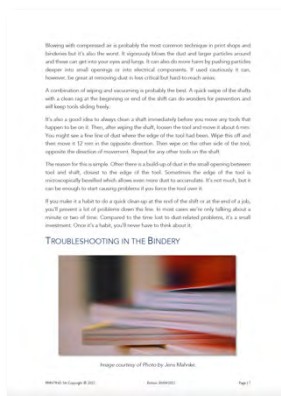 Blowing with compressed air is probably the most common technique in print shops and
binderies but it's also the worst. It vigorously blows the dust and larger particles around
and those can get into your eyes and lungs. It can also do more harm by pushing particles
deeper into small openings or into electrical components. If used cautiously it can,
however, be great at removing dust in less critical but hard-to-reach areas.
A combination of wiping and vacuuming is probably the best. A quick wipe of the shafts
with a clean rag at the beginning or end of the shift can do wonders for prevention and
will keep tools sliding freely.
It's also a good idea to always clean a shaft immediately before you move any tools that
happen to be on it. Then, after wiping the shaft, loosen the tool and move it about 6 mm.
You might see a fine line of dust where the edge of the tool had been. Wipe this off and
then move it 12 mm in the opposite direction. Then wipe on the other side of the tool,
opposite the direction of movement. Repeat for any other tools on the shaft.
The reason for this is simple. Often there is a build-up of dust in the small opening between
tool and shaft, closest to the edge of the tool. Sometimes the edge of the tool is
microscopically bevelled which allows even more dust to accumulate. It's not much, but it
can be enough to start causing problems if you force the tool over it.
If you make it a habit to do a quick clean-up at the end of the shift or at the end of a job,
you'll prevent a lot of problems down the line. In most cases we're only talking about a
minute or two of time. Compared to the time lost to dust-related problems, it's a small
investment. Once it's a habit, you'll never have to think about it.
TROUBLESHOOTING IN THE BINDERY
Image courtesy of Photo by Jens Mahnke.
Page | 7